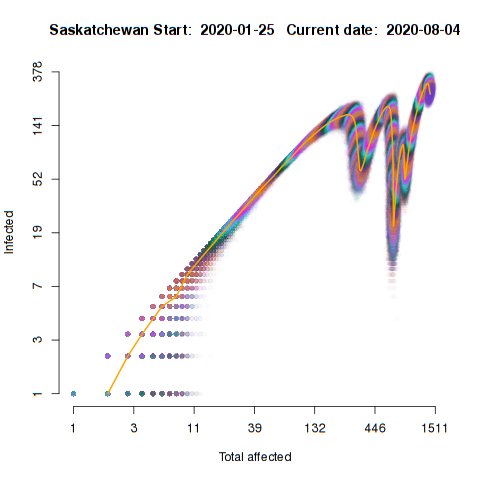 Saskatchewan Start: 2020-01-25 Current date: 2020-08-04
378
141
52
19
7
3
1
Infected
1 3 11 39 132 446 1511
Total affected